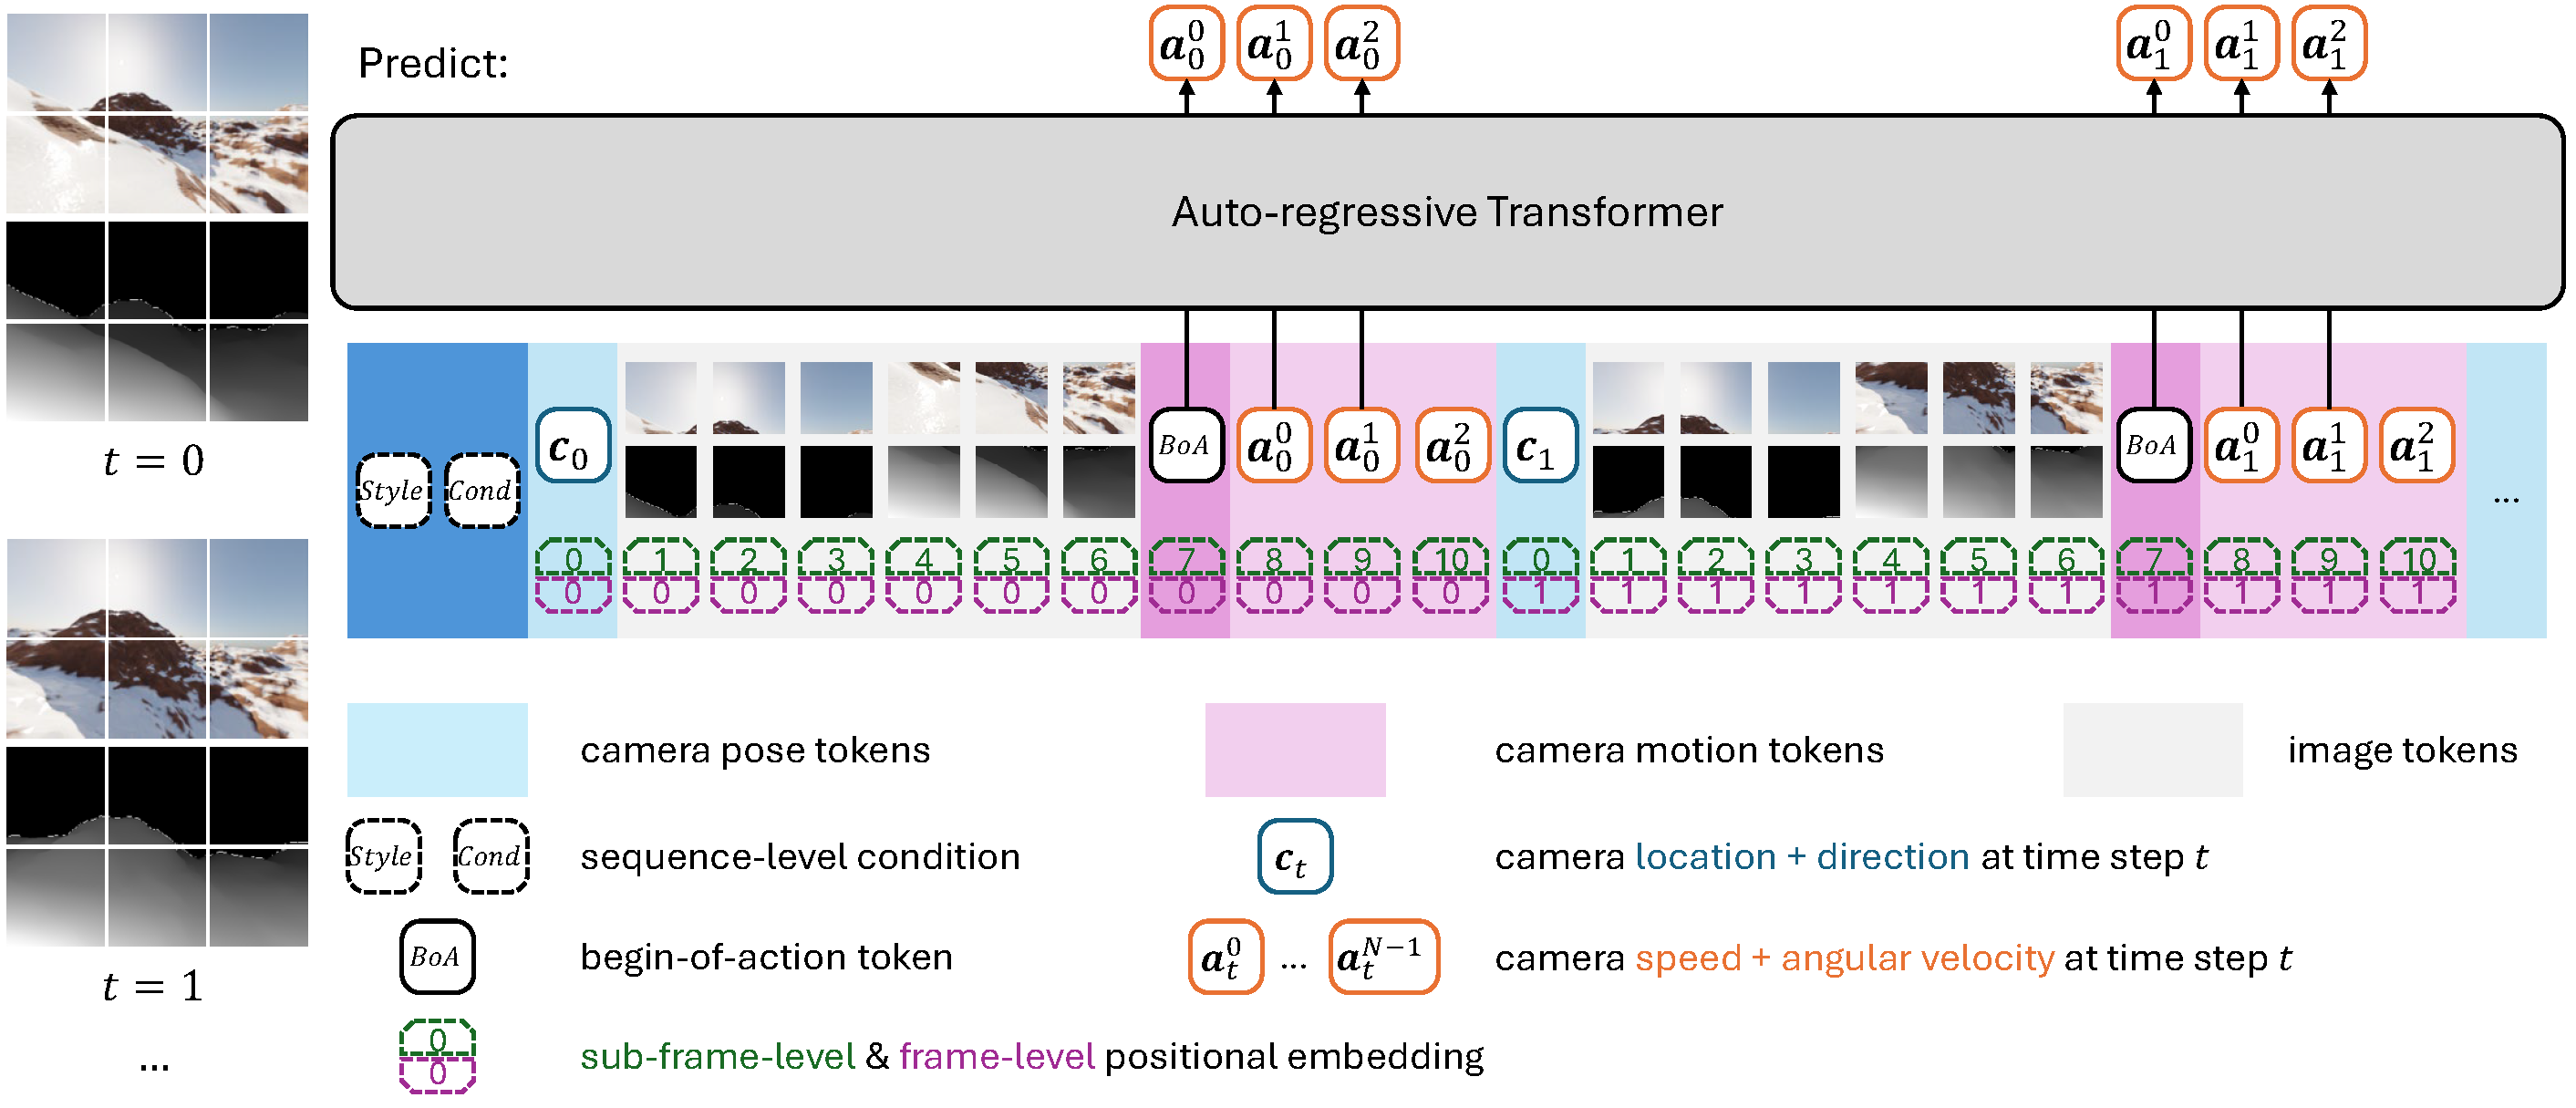 Predict:
a_0^0 a_0^1 a_0^2 a_1^0 a_1^1 a_1^2
Auto-regressive Transformer
t = 0
Style Cond c_0 BoA a_0^0 a_0^1 a_0^2 c_1 BoA a_1^0 a_1^1 a_1^2 ...
0 1 2 3 4 5 6 7 8 9 10 0 1 2 3 4 5 6 7 8 9 10
0 0 0 0 0 0 0 0 0 0 0 1 1 1 1 1 1 1 1 1 1 1
t = 1
...
camera pose tokens
camera motion tokens
image tokens
Style Cond sequence-level condition
c_t camera location + direction at time step t
BoA begin-of-action token
a_t^0 ... a_t^{N−1} camera speed + angular velocity at time step t
0
0
sub-frame-level & frame-level positional embedding